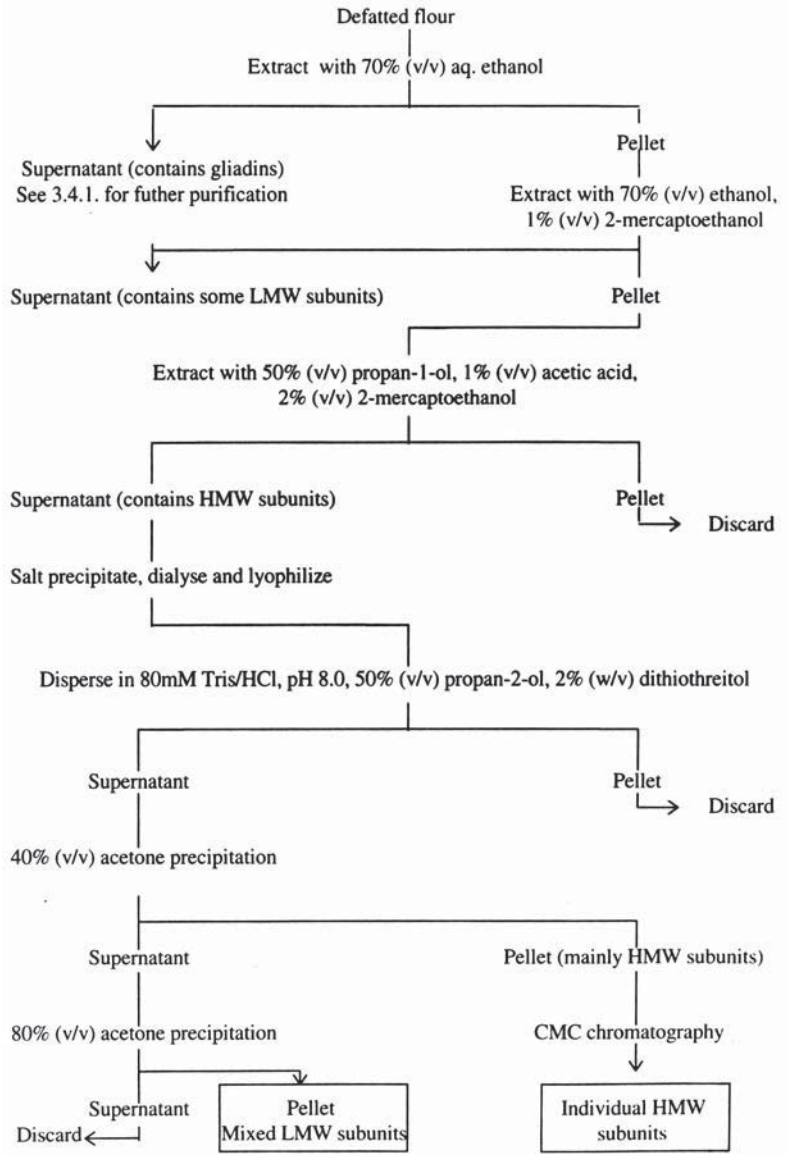 Defatted flour
Extract with 70% (v/v) aq. ethanol
Supernatant (contains gliadins)
See 3.4.1. for futher purification
Pellet
Extract with 70% (v/v) ethanol,
1% (v/v) 2-mercaptoethanol
Supernatant (contains some LMW subunits)
Pellet
Extract with 50% (v/v) propan-1-ol, 1% (v/v) acetic acid,
2% (v/v) 2-mercaptoethanol
Supernatant (contains HMW subunits)
Pellet
Discard
Salt precipitate, dialyse and lyophilize
Disperse in 80mM Tris/HCl, pH 8.0, 50% (v/v) propan-2-ol, 2% (w/v) dithiothreitol
Supernatant
Pellet
Discard
40% (v/v) acetone precipitation
Supernatant
Pellet (mainly HMW subunits)
80% (v/v) acetone precipitation
CMC chromatography
Supernatant
Discard
Pellet
Mixed LMW subunits
Individual HMW
subunits